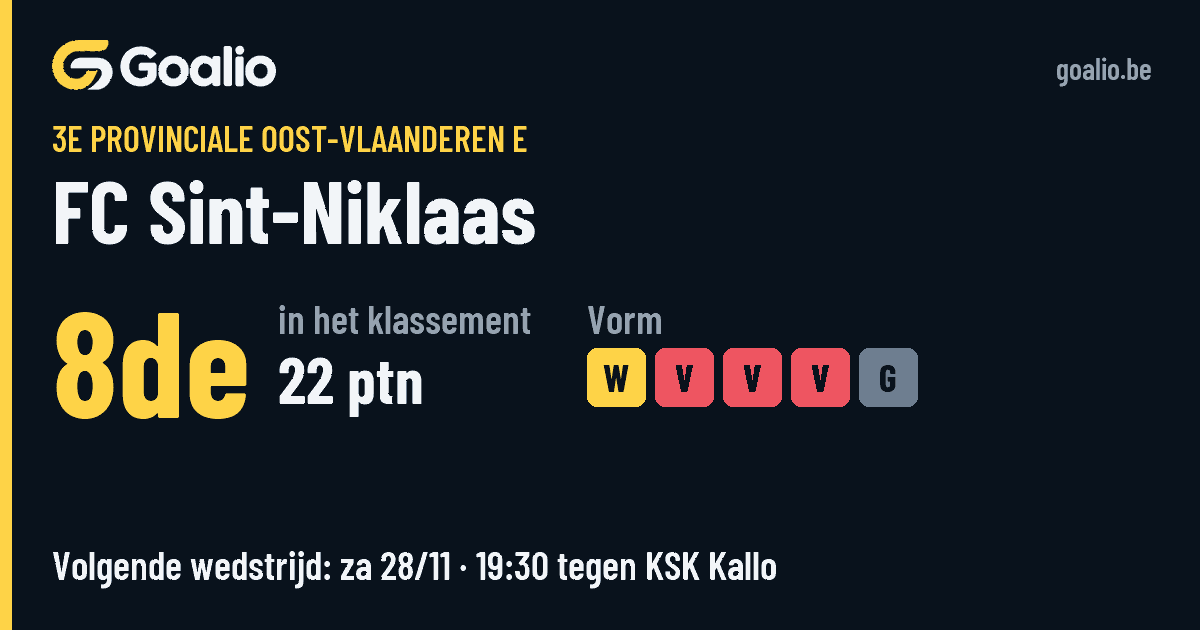 Goalio
goalio.be
3E PROVINCIALE OOST-VLAANDEREN E
FC Sint-Niklaas
8de
in het klassement
22 ptn
Vorm
W V V V G
Volgende wedstrijd: za 28/11 · 19:30 tegen KSK Kallo